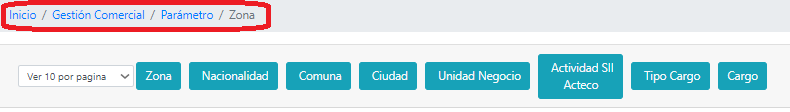 Inicio / Gestión Comercial / Parámetro / Zona
Ver 10 por pagina Zona Nacionalidad Comuna Ciudad Unidad Negocio Actividad SII Acteco Tipo Cargo Cargo